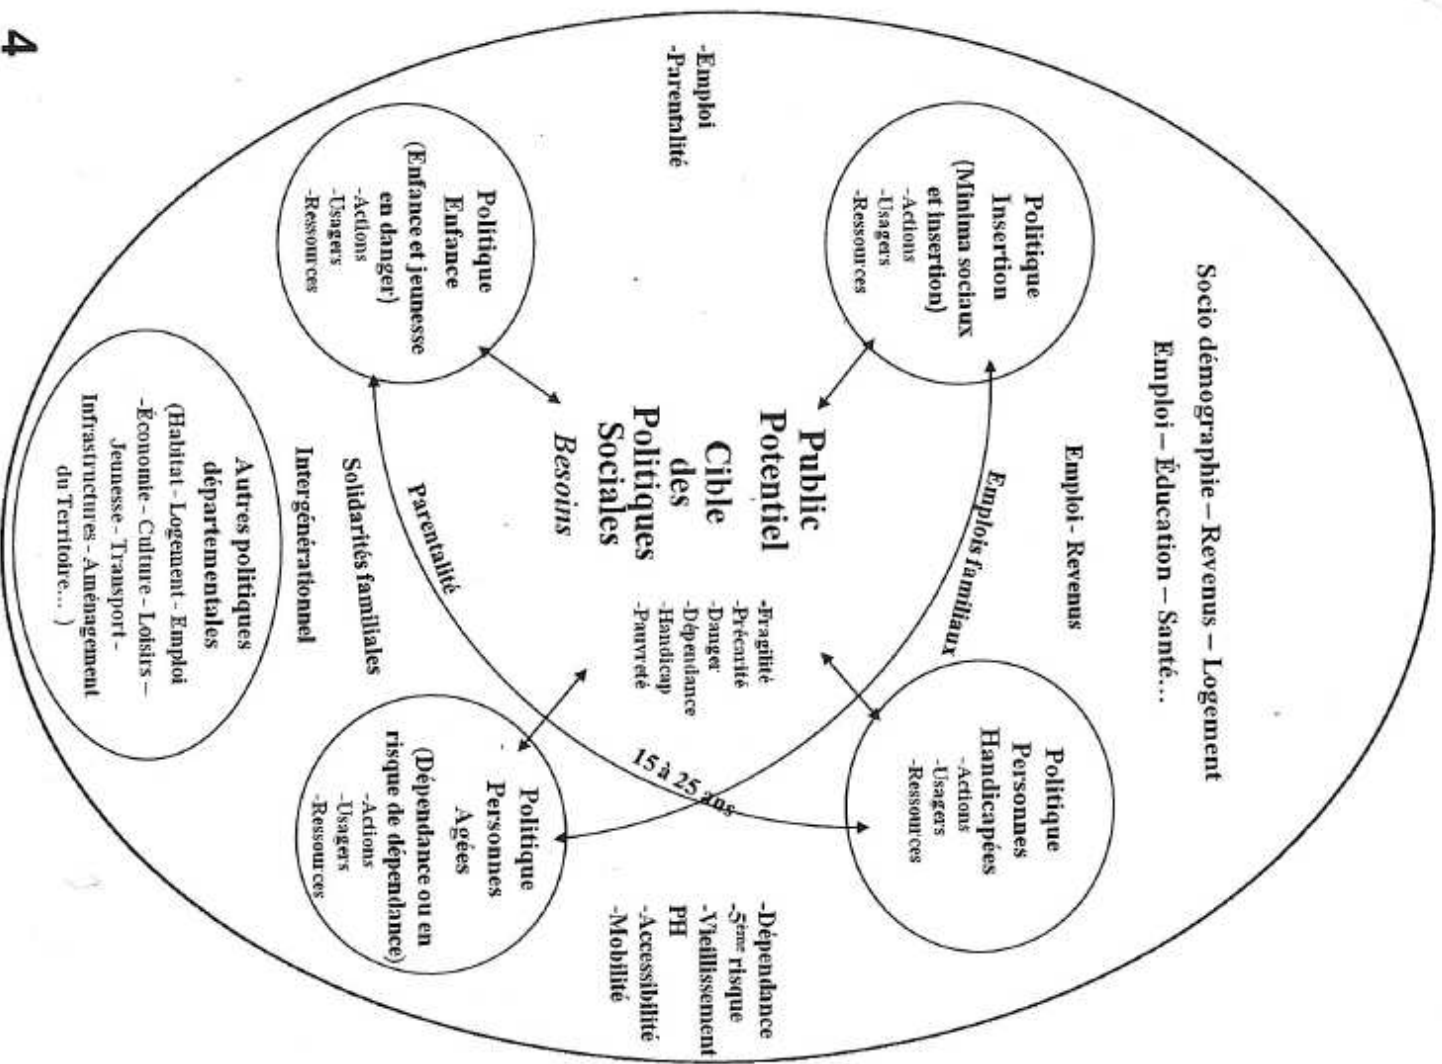 Socio démographie – Revenus – Logement
Emploi – Éducation – Santé…
Politique
Insertion
(Minima sociaux
et insertion)
-Actions
-Usagers
-Ressources
Emploi - Revenus
Emplois familiaux
Politique
Personnes
Handicapées
-Actions
-Usagers
-Ressources
-Emploi
-Parentalité
Public
Potentiel
Cible
des
Politiques
Sociales
Besoins
-Fragilité
-Précarité
-Danger
-Dépendance
-Handicap
-Pauvreté
-Dépendance
-5ème risque
-Vieillissement
PH
-Accessibilité
-Mobilité
Politique
Enfance
(Enfance et jeunesse
en danger)
-Actions
-Usagers
-Ressources
Parentalité
15 à 25 ans
Solidarités familiales
Intergénérationnel
Politique
Personnes
Agées
(Dépendance ou en
risque de dépendance)
-Actions
-Usagers
-Ressources
Autres politiques
départementales
(Habitat - Logement - Emploi
-Économie - Culture - Loisirs –
Jeunesse - Transport -
Infrastructures - Aménagement
du Territoire… )
4